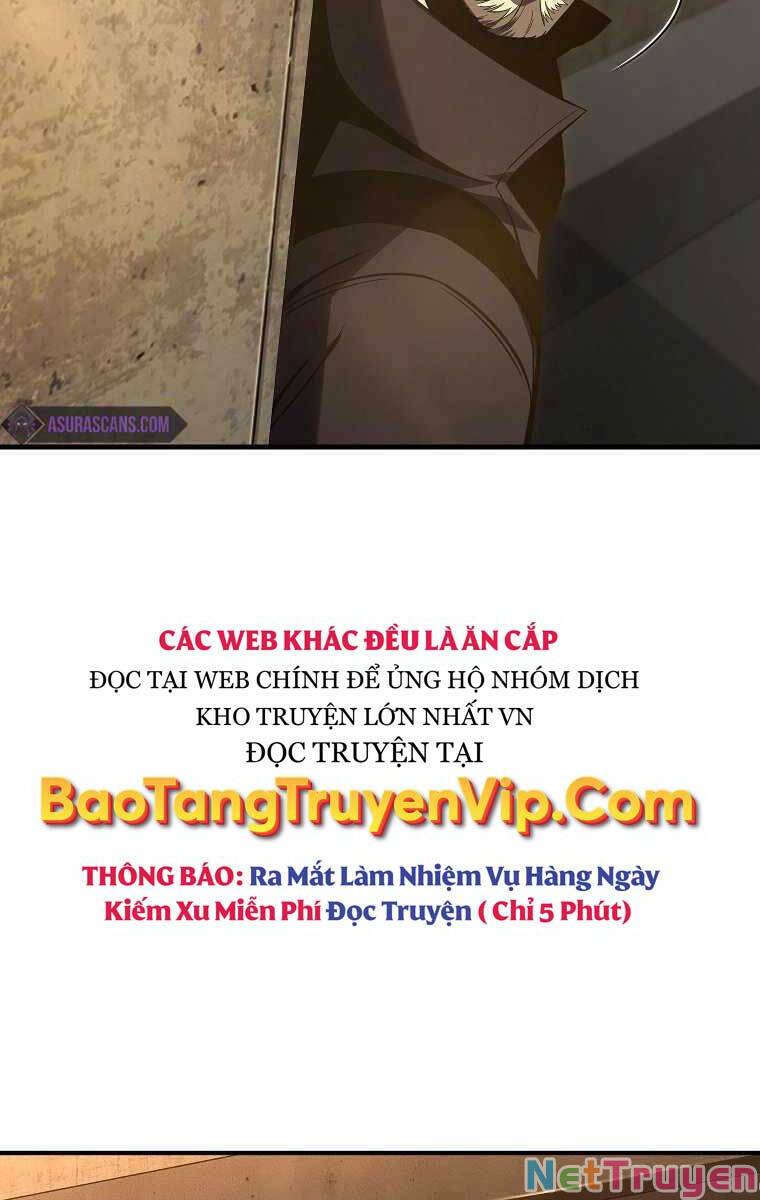 ASURASCANS.COM
CÁC WEB KHÁC ĐỀU LÀ ĂN CẮP
ĐỌC TẠI WEB CHÍNH ĐỂ ỦNG HỘ NHÓM DỊCH
KHO TRUYỆN LỚN NHẤT VN
ĐỌC TRUYỆN TẠI
BaoTangTruyenVip.Com
THÔNG BÁO: Ra Mắt Làm Nhiệm Vụ Hàng Ngày
Kiếm Xu Miễn Phí Đọc Truyện ( Chỉ 5 Phút)
NetTruyen